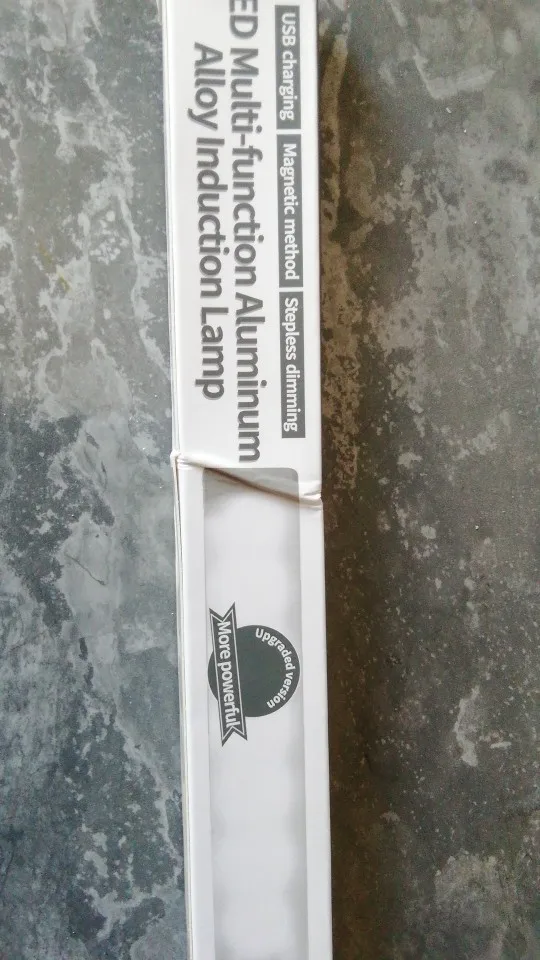 USB charging Magnetic method Stepless dimming
ED Multi-function Aluminum
Alloy Induction Lamp
Upgraded version
More powerful